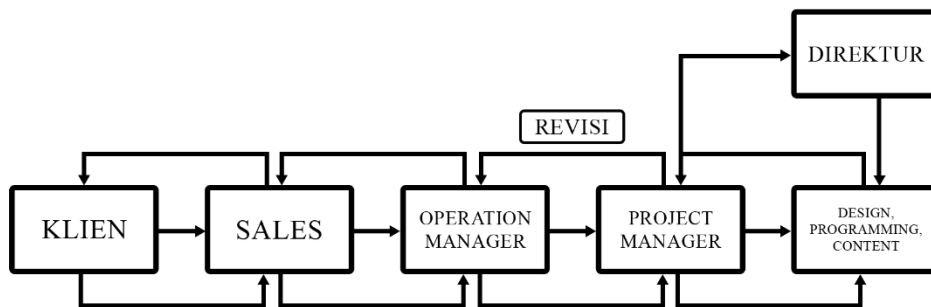 DIREKTUR
REVISI
KLIEN
SALES
OPERATION
MANAGER
PROJECT
MANAGER
DESIGN,
PROGRAMMING,
CONTENT